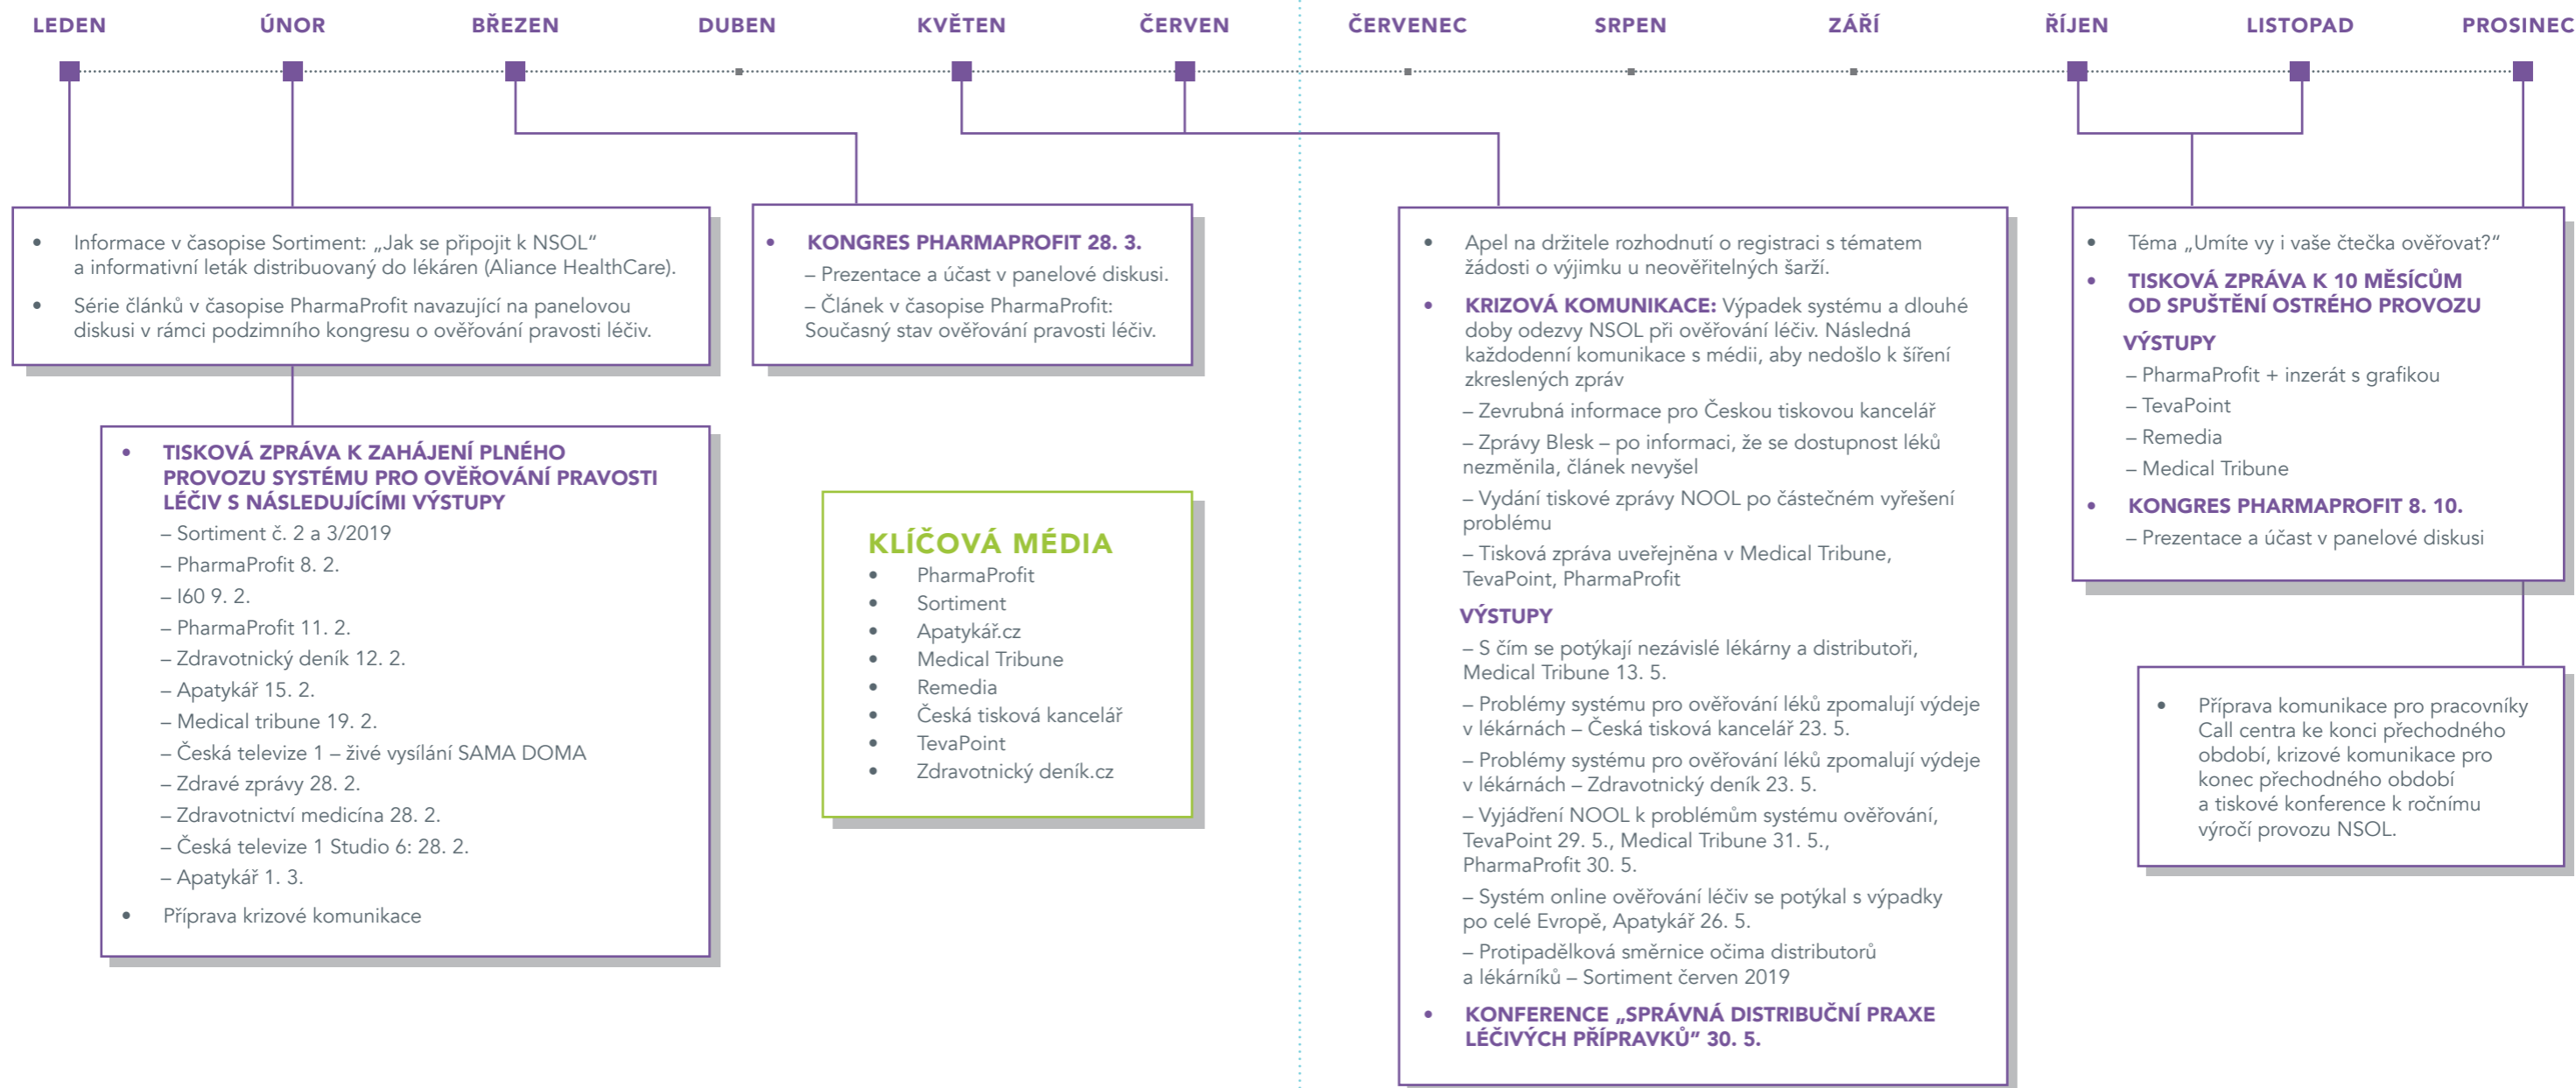 LEDEN
ÚNOR
BŘEZEN
DUBEN
KVĚTEN
ČERVEN
ČERVENEC
SRPEN
ZÁŘÍ
ŘÍJEN
LISTOPAD
PROSINEC
• Informace v časopise Sortiment: „Jak se připojit k NSOL“
a informativní leták distribuovaný do lékáren (Aliance HealthCare).
• Série článků v časopise PharmaProfit navazující na panelovou
diskusi v rámci podzimního kongresu o ověřování pravosti léčiv.
• TISKOVÁ ZPRÁVA K ZAHÁJENÍ PLNÉHO
PROVOZU SYSTÉMU PRO OVĚŘOVÁNÍ PRAVOSTI
LÉČIV S NÁSLEDUJÍCÍMI VÝSTUPY
– Sortiment č. 2 a 3/2019
– PharmaProfit 8. 2.
– I60 9. 2.
– PharmaProfit 11. 2.
– Zdravotnický deník 12. 2.
– Apatykář 15. 2.
– Medical tribune 19. 2.
– Česká televize 1 – živé vysílání SAMA DOMA
– Zdravé zprávy 28. 2.
– Zdravotnictví medicína 28. 2.
– Česká televize 1 Studio 6: 28. 2.
– Apatykář 1. 3.
• Příprava krizové komunikace
• KONGRES PHARMAPROFIT 28. 3.
– Prezentace a účast v panelové diskusi.
– Článek v časopise PharmaProfit:
Současný stav ověřování pravosti léčiv.
KLÍČOVÁ MÉDIA
• PharmaProfit
• Sortiment
• Apatykář.cz
• Medical Tribune
• Remedia
• Česká tisková kancelář
• TevaPoint
• Zdravotnický deník.cz
• Apel na držitele rozhodnutí o registraci s tématem
žádosti o výjimku u neověřitelných šarží.
• KRIZOVÁ KOMUNIKACE: Výpadek systému a dlouhé
doby odezvy NSOL při ověřování léčiv. Následná
každodenní komunikace s médii, aby nedošlo k šíření
zkreslených zpráv
– Zevrubná informace pro Českou tiskovou kancelář
– Zprávy Blesk – po informaci, že se dostupnost léků
nezměnila, článek nevyšel
– Vydání tiskové zprávy NOOL po částečném vyřešení
problému
– Tisková zpráva uveřejněna v Medical Tribune,
TevaPoint, PharmaProfit
VÝSTUPY
– S čím se potýkají nezávislé lékárny a distributoři,
Medical Tribune 13. 5.
– Problémy systému pro ověřování léků zpomalují výdeje
v lékárnách – Česká tisková kancelář 23. 5.
– Problémy systému pro ověřování léků zpomalují výdeje
v lékárnách – Zdravotnický deník 23. 5.
– Vyjádření NOOL k problémům systému ověřování,
TevaPoint 29. 5., Medical Tribune 31. 5.,
PharmaProfit 30. 5.
– Systém online ověřování léčiv se potýkal s výpadky
po celé Evropě, Apatykář 26. 5.
– Protipadělková směrnice očima distributorů
a lékárníků – Sortiment červen 2019
• KONFERENCE „SPRÁVNÁ DISTRIBUČNÍ PRAXE
LÉČIVÝCH PŘÍPRAVKŮ“ 30. 5.
• Téma „Umíte vy i vaše čtečka ověřovat?“
• TISKOVÁ ZPRÁVA K 10 MĚSÍCŮM
OD SPUŠTĚNÍ OSTRÉHO PROVOZU
VÝSTUPY
– PharmaProfit + inzerát s grafikou
– TevaPoint
– Remedia
– Medical Tribune
• KONGRES PHARMAPROFIT 8. 10.
– Prezentace a účast v panelové diskusi
• Příprava komunikace pro pracovníky
Call centra ke konci přechodného
období, krizové komunikace pro
konec přechodného období
a tiskové konference k ročnímu
výročí provozu NSOL.